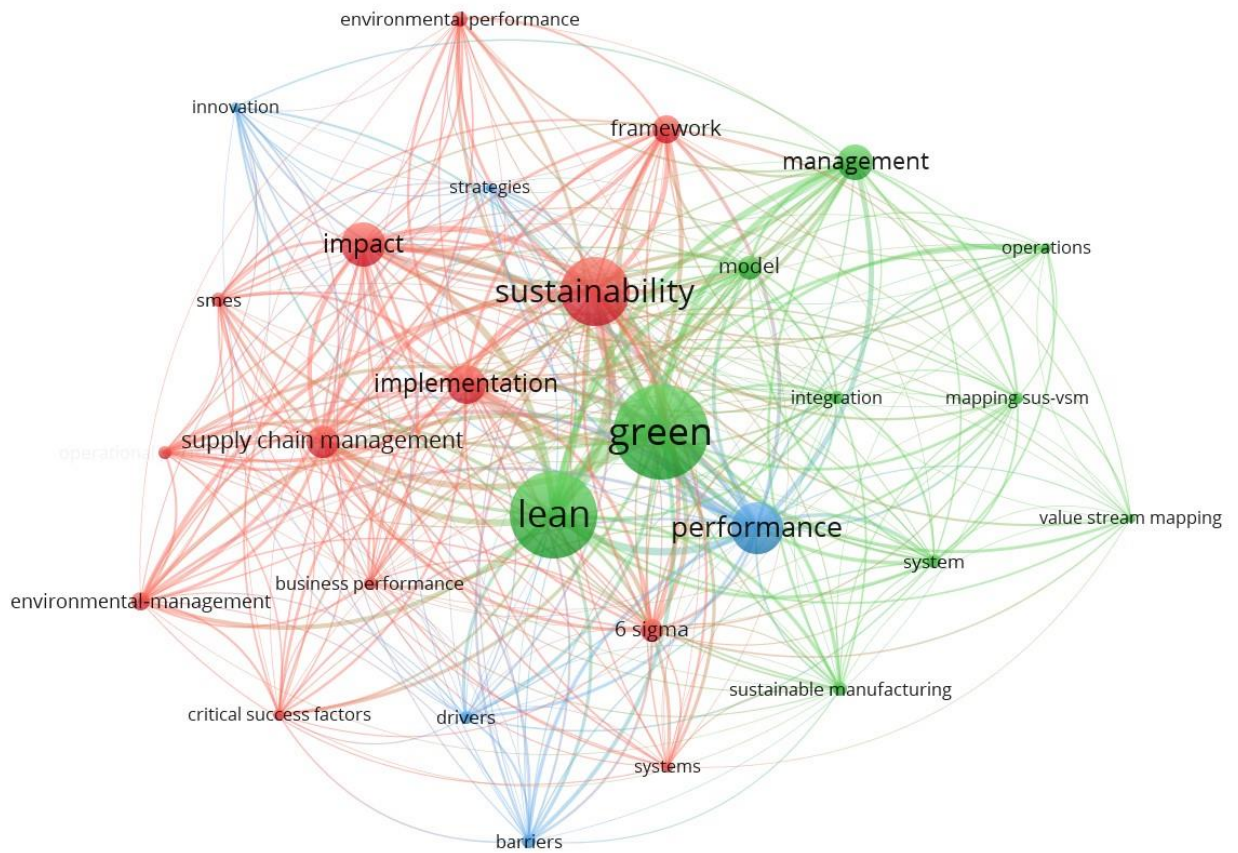 environmental performance
innovation
framework
management
strategies
impact
operations
model
sustainability
smes
implementation
integration
mapping sus-vsm
green
supply chain management
operational
lean
value stream mapping
performance
system
business performance
environmental-management
6 sigma
sustainable manufacturing
critical success factors
drivers
systems
barriers